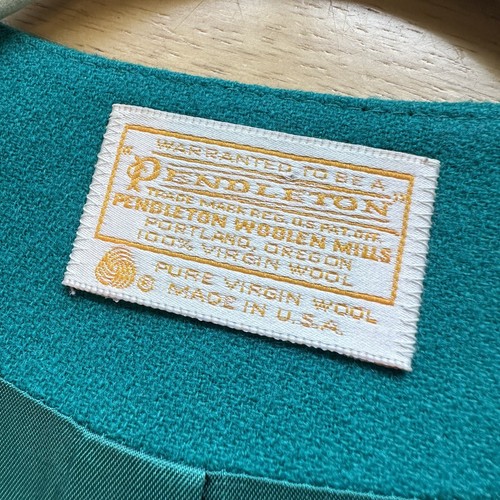 WARRANTED TO BE A
"PENDLETON"
TRADE MARK REG. U.S. PAT. OFF.
PENDLETON WOOLEN MILLS
PORTLAND, OREGON
100% VIRGIN WOOL
PURE VIRGIN WOOL
® MADE IN U.S.A.